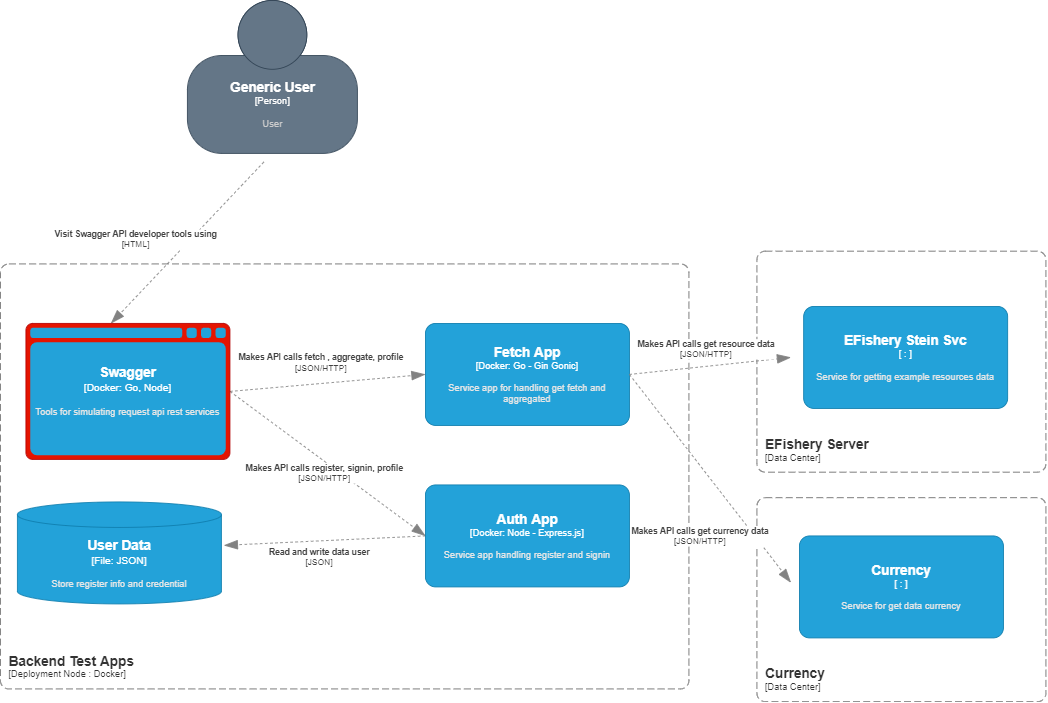 Generic User
[Person]
User
Visit Swagger API developer tools using
[HTML]
Swagger
[Docker: Go, Node]
Tools for simulating request api rest services
Makes API calls fetch , aggregate, profile
[JSON/HTTP]
Fetch App
[Docker: Go - Gin Gonic]
Service app for handling get fetch and
aggregated
Makes API calls get resource data
[JSON/HTTP]
EFishery Stein Svc
[ : ]
Service for getting example resources data
EFishery Server
[Data Center]
Makes API calls register, signin, profile
[JSON/HTTP]
User Data
[File: JSON]
Store register info and credential
Read and write data user
[JSON]
Auth App
[Docker: Node - Express.js]
Service app handling register and signin
Makes API calls get currency data
[JSON/HTTP]
Currency
[ : ]
Service for get data currency
Backend Test Apps
[Deployment Node : Docker]
Currency
[Data Center]